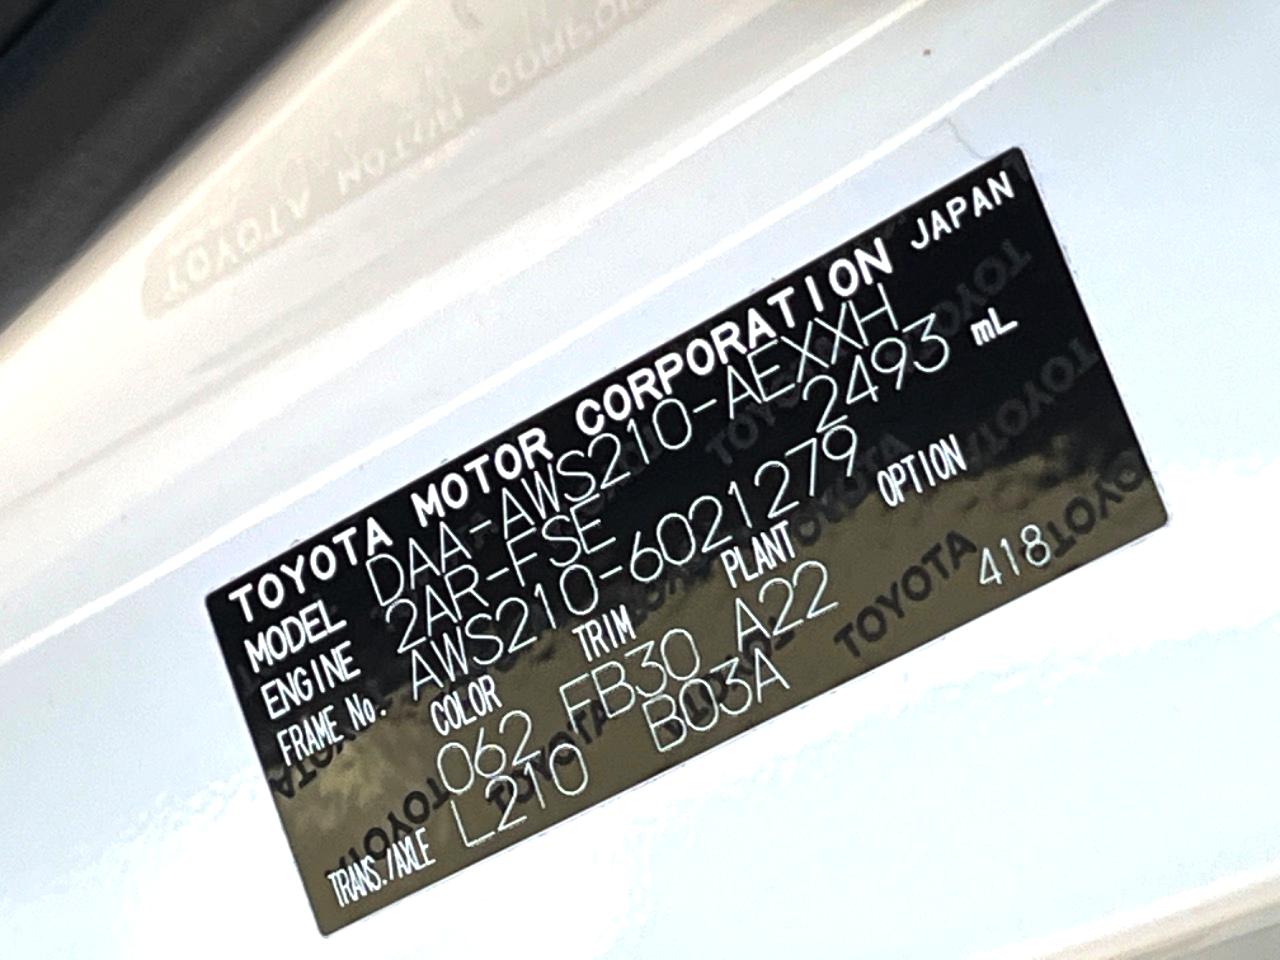 TOYOTA MOTOR CORPORATION JAPAN
MODEL DAA-AWS210-AEXXH
ENGINE 2AR-FSE 2493 mL
FRAME No. AWS210-6021279
COLOR TRIM PLANT OPTION
062 FB30 A22 418
TRANS./AXLE L210 B03A